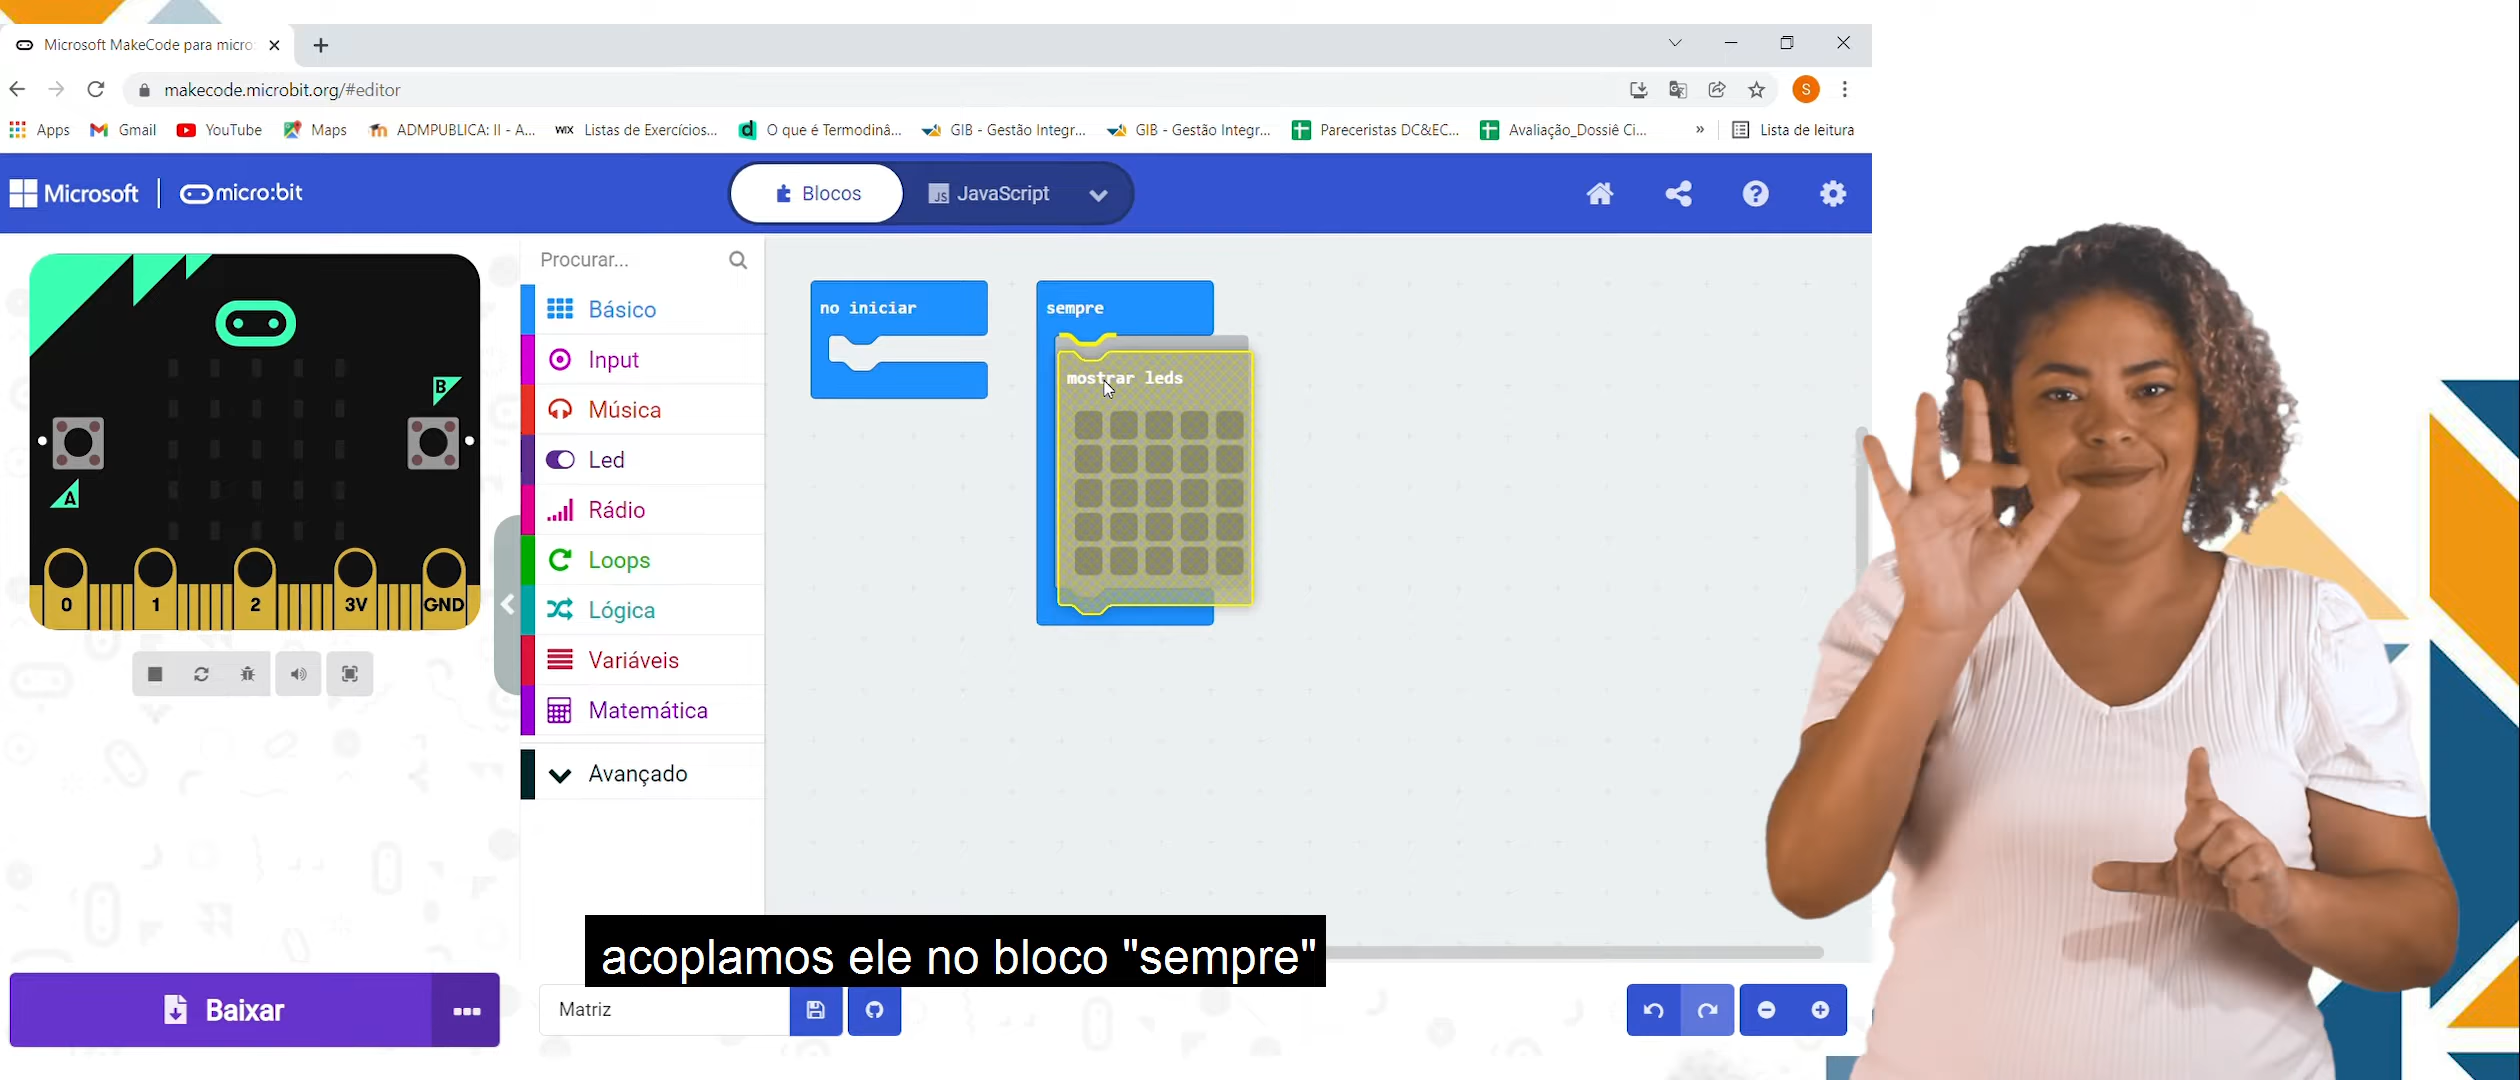 Microsoft MakeCode para micro:
makecode.microbit.org/#editor
S
Apps
Gmail
YouTube
Maps
ADMPUBLICA: II - A...
WIX
Listas de Exercícios...
O que é Termodinâ...
GIB - Gestão Integr...
GIB - Gestão Integr...
Pareceristas DC&EC...
Avaliação_Dossiê Ci...
»
Lista de leitura
Microsoft
micro:bit
Blocos
JS JavaScript
Procurar...
Básico
Input
Música
Led
Rádio
Loops
Lógica
Variáveis
Matemática
Avançado
B
A
0
1
2
3V
GND
no iniciar
sempre
mostrar leds
acoplamos ele no bloco "sempre"
Baixar
...
Matriz